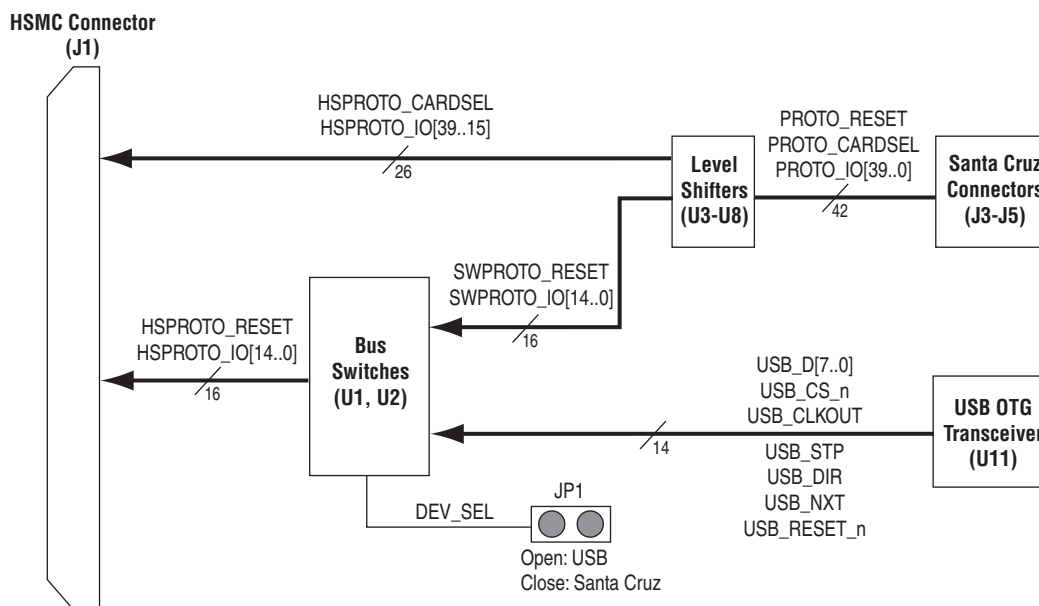 HSMC Connector
(J1)
HSPROTO_CARDSEL
HSPROTO_IO[39..15]
26
Level
Shifters
(U3-U8)
PROTO_RESET
PROTO_CARDSEL
PROTO_IO[39..0]
42
Santa Cruz
Connectors
(J3-J5)
SWPROTO_RESET
SWPROTO_IO[14..0]
16
HSPROTO_RESET
HSPROTO_IO[14..0]
16
Bus
Switches
(U1, U2)
USB_D[7..0]
USB_CS_n
USB_CLKOUT
14
USB_STP
USB_DIR
USB_NXT
USB_RESET_n
USB OTG
Transceiver
(U11)
DEV_SEL
JP1
Open: USB
Close: Santa Cruz